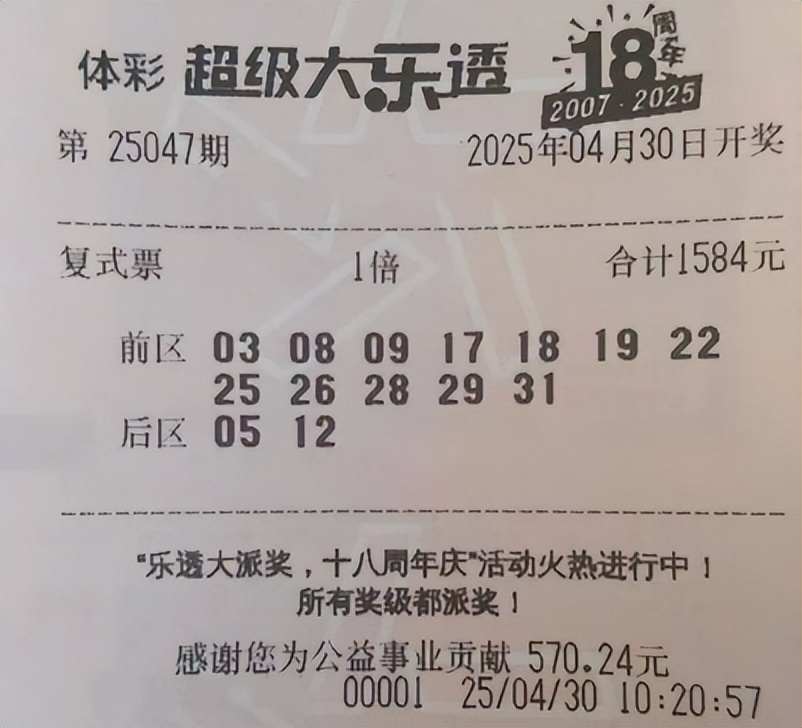 体彩 超级大乐透 18周年
2007-2025
第 25047期 2025年04月30日开奖
复式票 1倍 合计1584元
前区 03 08 09 17 18 19 22
25 26 28 29 31
后区 05 12
“乐透大派奖，十八周年庆”活动火热进行中！
所有奖级都派奖！
感谢您为公益事业贡献 570.24元
00001 25/04/30 10:20:57